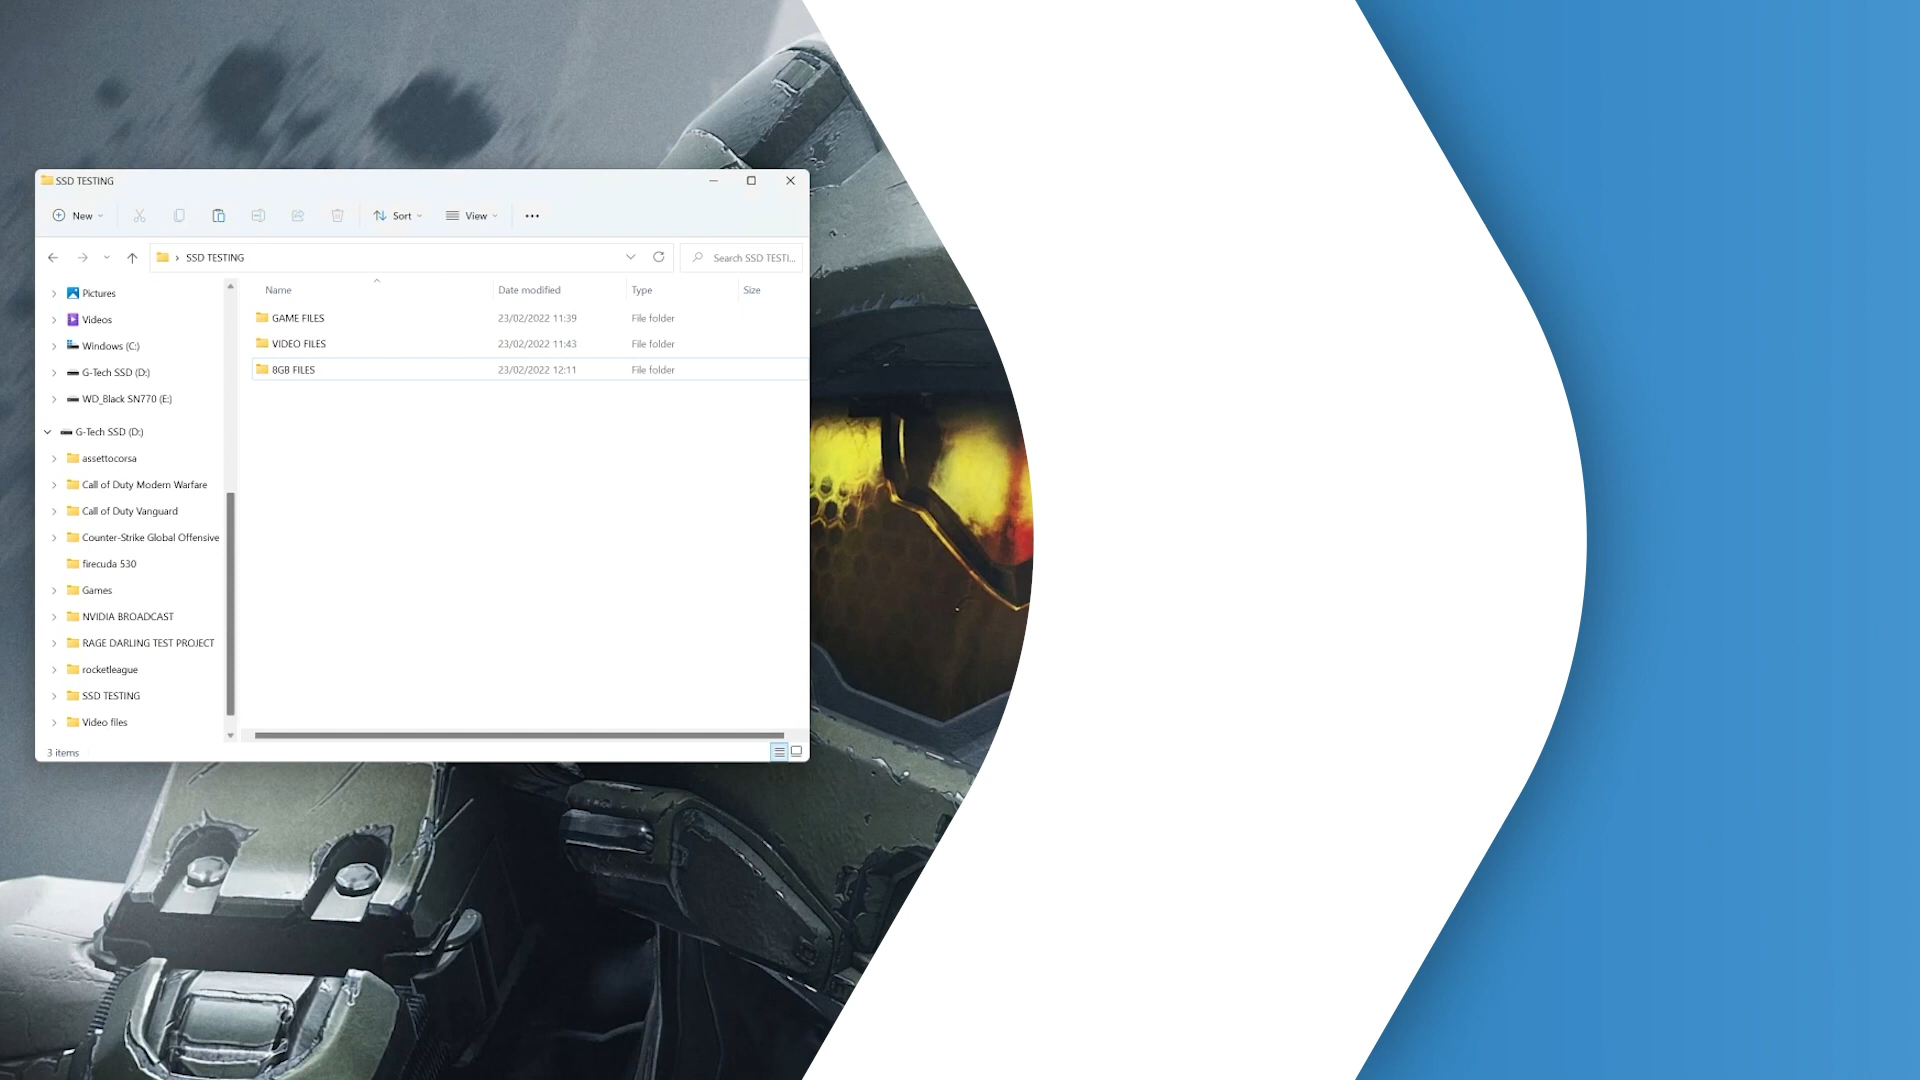 SSD TESTING
New
Sort
View
SSD TESTING
Search SSD TESTI...
Pictures
Videos
Windows (C:)
G-Tech SSD (D:)
WD_Black SN770 (E:)
G-Tech SSD (D:)
assettocorsa
Call of Duty Modern Warfare
Call of Duty Vanguard
Counter-Strike Global Offensive
firecuda 530
Games
NVIDIA BROADCAST
RAGE DARLING TEST PROJECT
rocketleague
SSD TESTING
Video files
Name Date modified Type Size
GAME FILES 23/02/2022 11:39 File folder
VIDEO FILES 23/02/2022 11:43 File folder
8GB FILES 23/02/2022 12:11 File folder
3 items